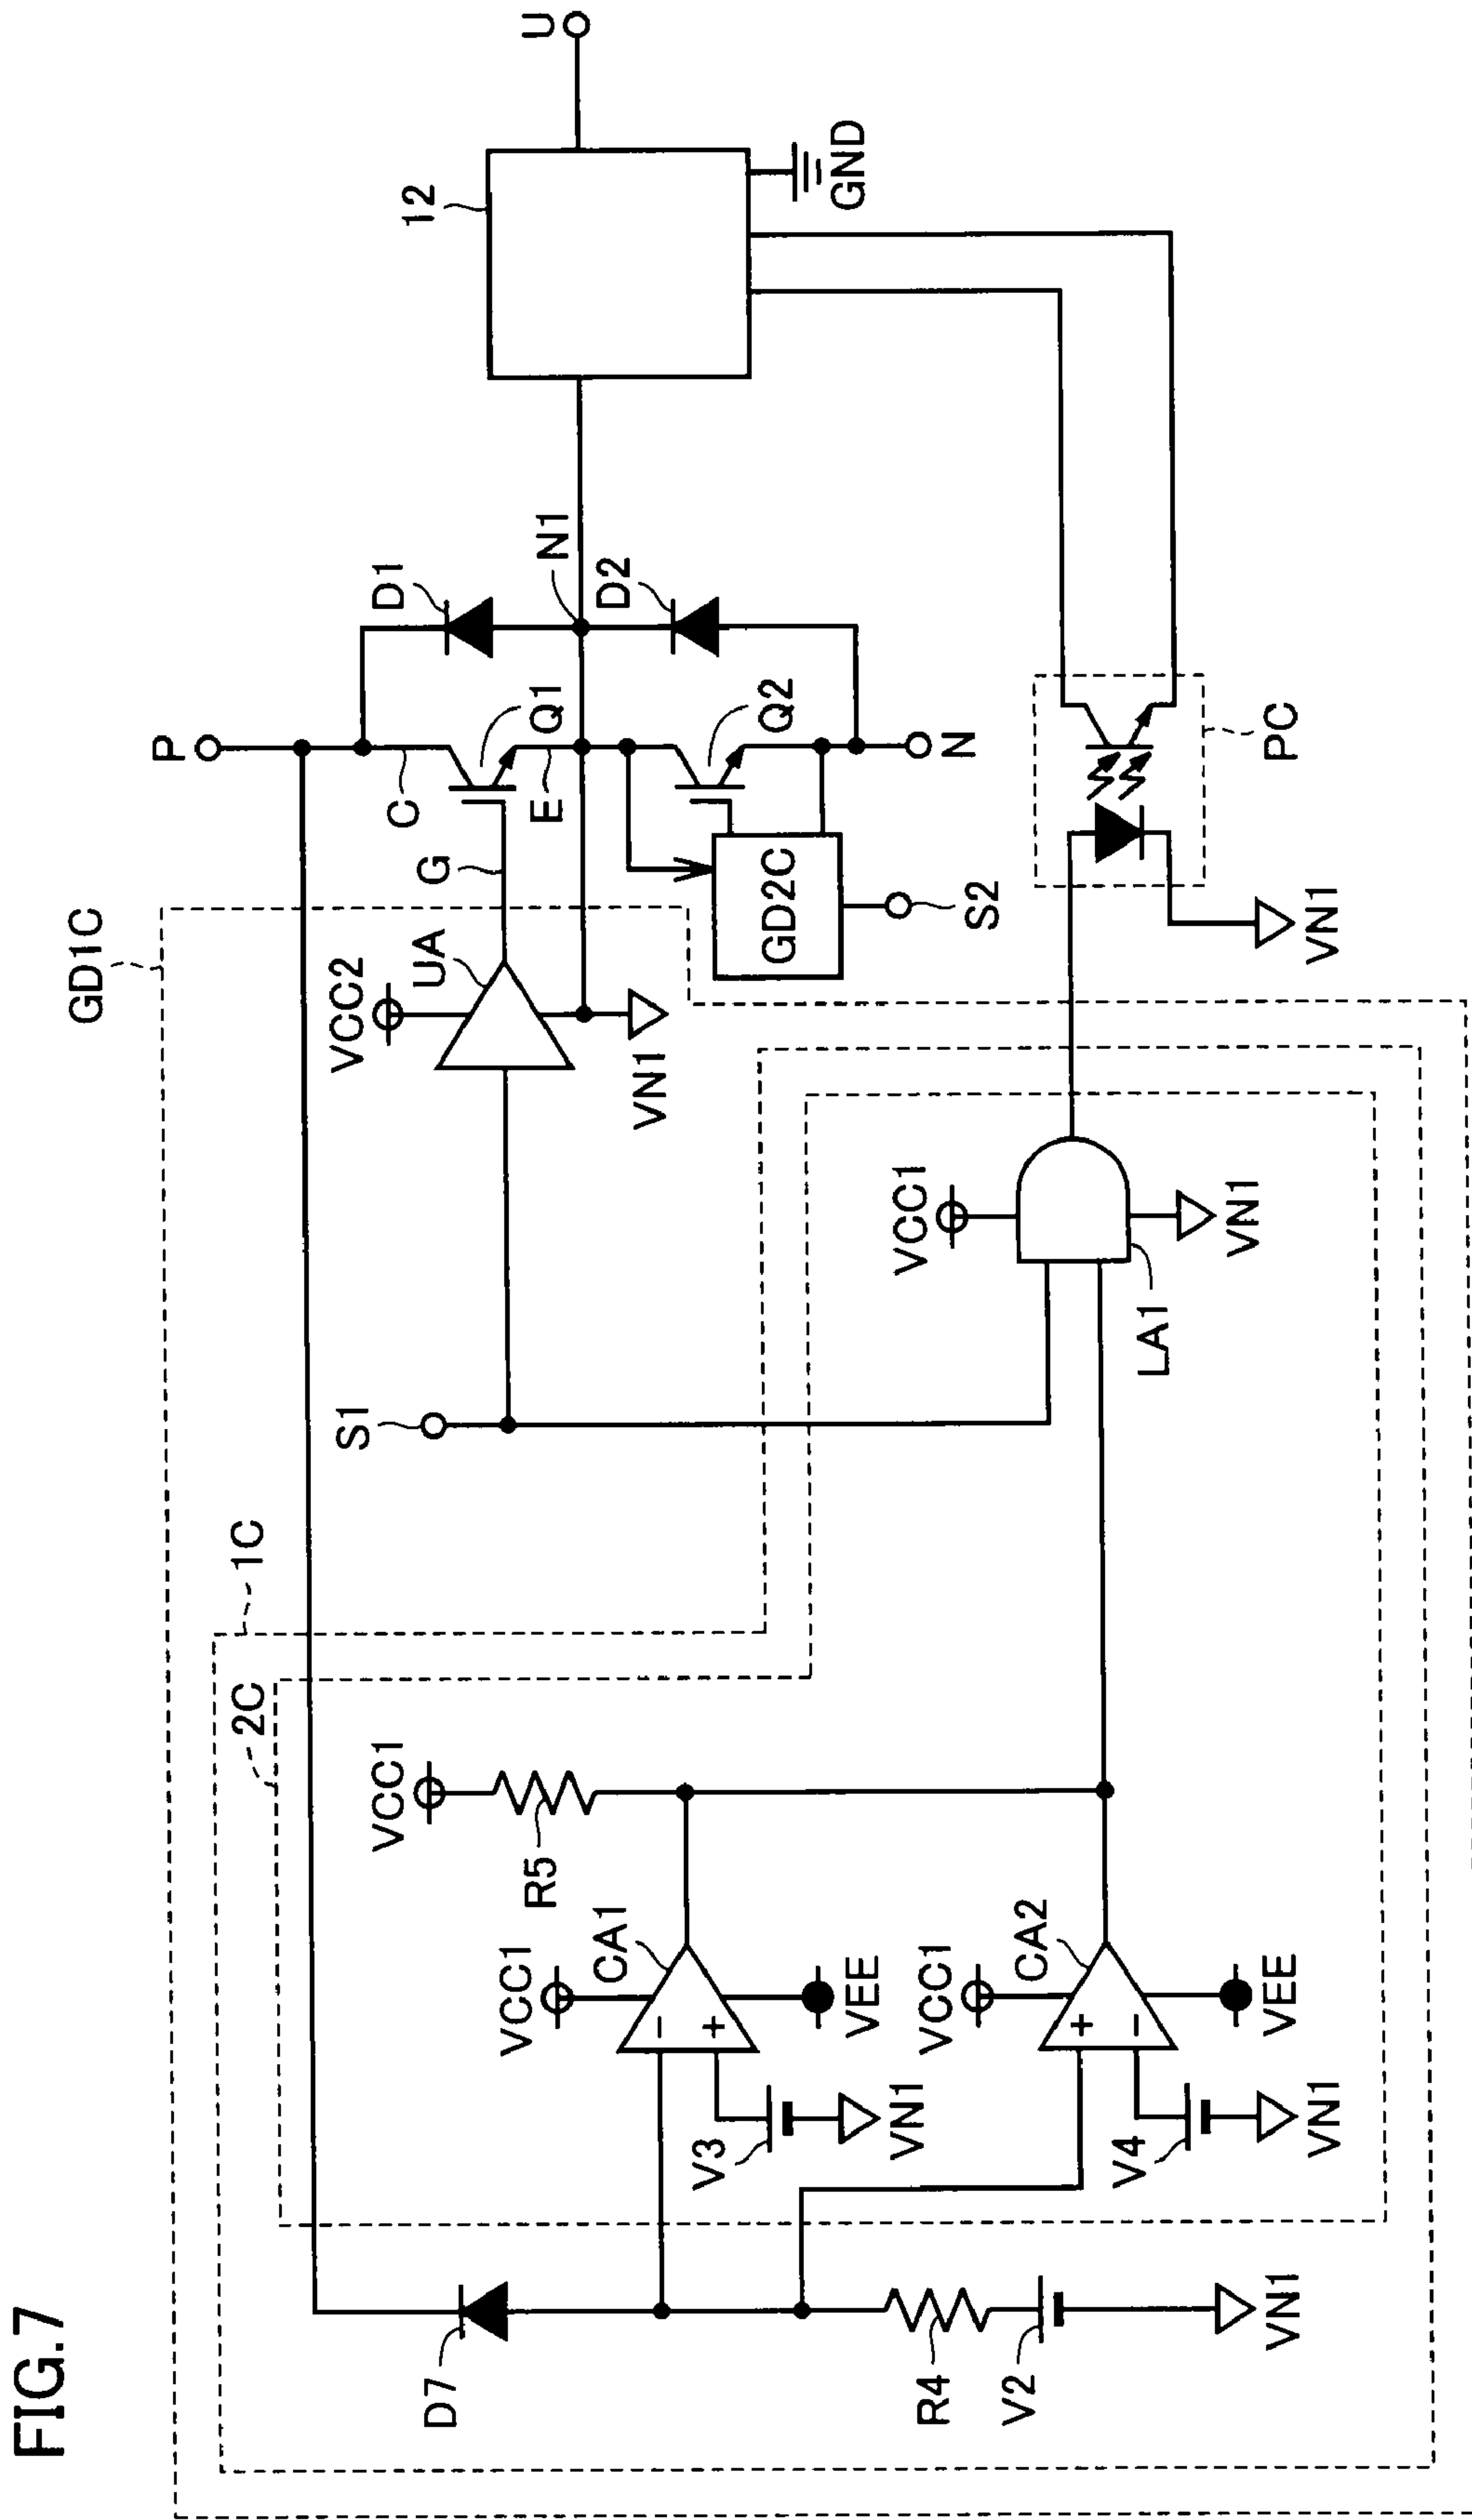 FIG.7
GD1C
1C
2C
P
C
D1
G
Q1
E
N1
12
U
VCC2
UA
VN1
D2
Q2
GD2C
S2
N
GND
S1
VCC1
R5
VCC1
CA1
-
+
VEE
V3
VN1
VCC1
CA2
+
-
VEE
V4
VN1
VCC1
LA1
VN1
PC
VN1
D7
R4
V2
VN1